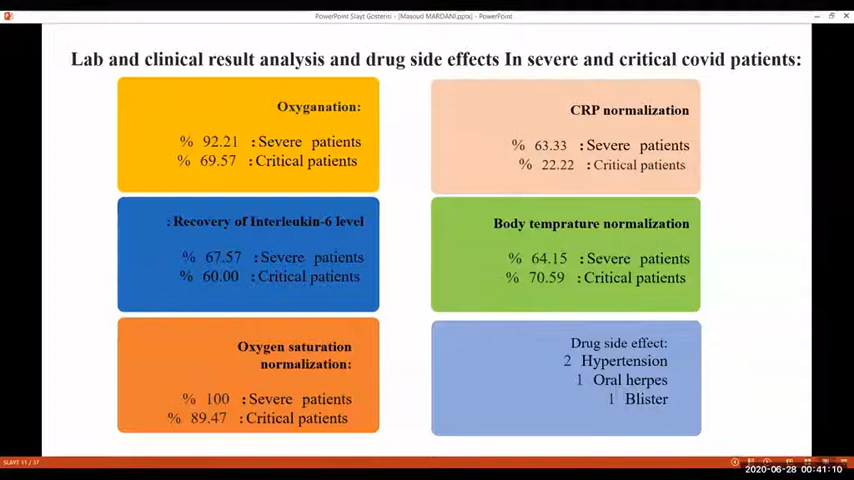 PowerPoint Slayt Gösterisi - [Masoud MARDANI.pptx] - PowerPoint
Lab and clinical result analysis and drug side effects In severe and critical covid patients:
Oxyganation:
% 92.21 :Severe patients
% 69.57 :Critical patients
CRP normalization
% 63.33 :Severe patients
% 22.22 :Critical patients
: Recovery of Interleukin-6 level
% 67.57 :Severe patients
% 60.00 :Critical patients
Body temprature normalization
% 64.15 :Severe patients
% 70.59 :Critical patients
Oxygen saturation
normalization:
% 100 :Severe patients
% 89.47 :Critical patients
Drug side effect:
2 Hypertension
1 Oral herpes
1 Blister
SLAYT 11 / 37
2020-06-28 00:41:10